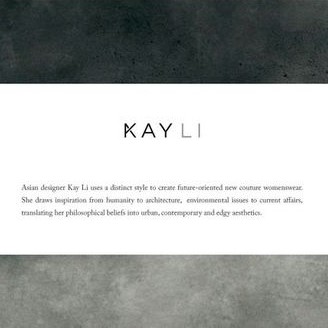 KAY LI
Asian designer Kay Li uses a distinct style to create future-oriented new couture womenswear.
She draws inspiration from humanity to architecture, environmental issues to current affairs,
translating her philosophical beliefs into urban, contemporary and edgy aesthetics.